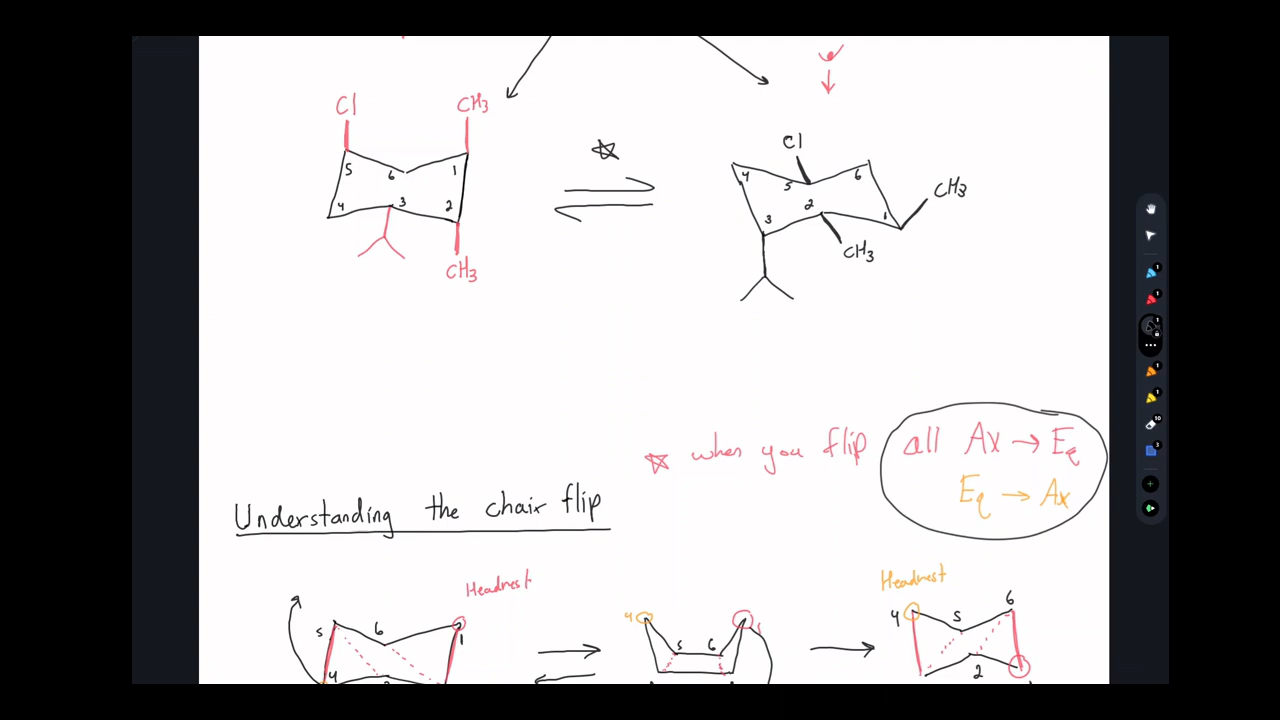 Cl CH3
5 6 1
4 3 2
CH3
Cl
4 5 6
CH3
3 2 1
CH3
☆ when you flip all Ax → Eq
Eq → Ax
Understanding the chair flip
Headrest
5 6 1
4
4 5 6 1
Headrest
4 5 6
2